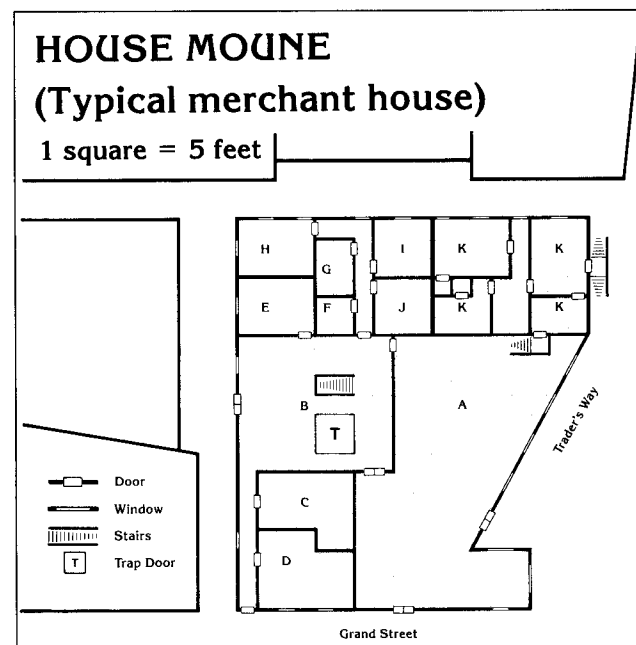 HOUSE MOUNE
(Typical merchant house)
1 square = 5 feet
H
G
I
K
K
E
F
J
K
K
B
A
T
Trader's Way
C
D
Door
Window
Stairs
T
Trap Door
Grand Street